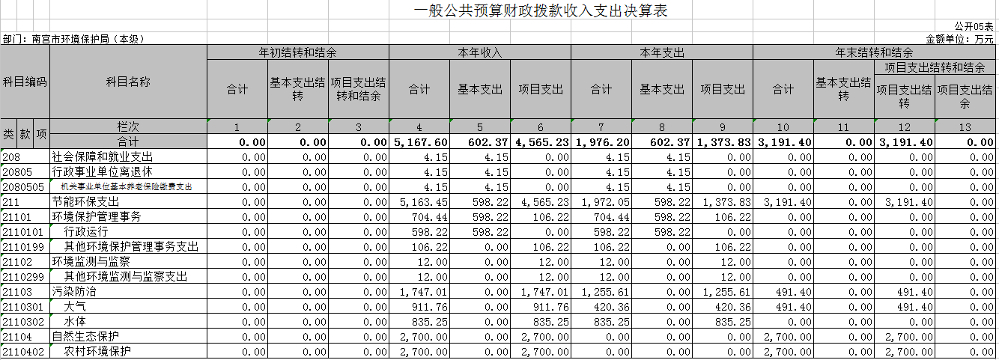 一般公共预算财政拨款收入支出决算表
公开05表
部门：南宫市环境保护局（本级） 金额单位：万元
科目编码 科目名称 年初结转和结余 本年收入 本年支出 年末结转和结余
合计 基本支出结转 项目支出结转和结余 合计 基本支出 项目支出 合计 基本支出 项目支出 合计 基本支出结转 项目支出结转和结余
项目支出结转 项目支出结余
类 款 项 栏次 1 2 3 4 5 6 7 8 9 10 11 12 13
合计 0.00 0.00 0.00 5,167.60 602.37 4,565.23 1,976.20 602.37 1,373.83 3,191.40 0.00 3,191.40 0.00
208 社会保障和就业支出 0.00 0.00 0.00 4.15 4.15 0.00 4.15 4.15 0.00 0.00 0.00 0.00 0.00
20805 行政事业单位离退休 0.00 0.00 0.00 4.15 4.15 0.00 4.15 4.15 0.00 0.00 0.00 0.00 0.00
2080505 机关事业单位基本养老保险缴费支出 0.00 0.00 0.00 4.15 4.15 0.00 4.15 4.15 0.00 0.00 0.00 0.00 0.00
211 节能环保支出 0.00 0.00 0.00 5,163.45 598.22 4,565.23 1,972.05 598.22 1,373.83 3,191.40 0.00 3,191.40 0.00
21101 环境保护管理事务 0.00 0.00 0.00 704.44 598.22 106.22 704.44 598.22 106.22 0.00 0.00 0.00 0.00
2110101 行政运行 0.00 0.00 0.00 598.22 598.22 0.00 598.22 598.22 0.00 0.00 0.00 0.00 0.00
2110199 其他环境保护管理事务支出 0.00 0.00 0.00 106.22 0.00 106.22 106.22 0.00 106.22 0.00 0.00 0.00 0.00
21102 环境监测与监察 0.00 0.00 0.00 12.00 0.00 12.00 12.00 0.00 12.00 0.00 0.00 0.00 0.00
2110299 其他环境监测与监察支出 0.00 0.00 0.00 12.00 0.00 12.00 12.00 0.00 12.00 0.00 0.00 0.00 0.00
21103 污染防治 0.00 0.00 0.00 1,747.01 0.00 1,747.01 1,255.61 0.00 1,255.61 491.40 0.00 491.40 0.00
2110301 大气 0.00 0.00 0.00 911.76 0.00 911.76 420.36 0.00 420.36 491.40 0.00 491.40 0.00
2110302 水体 0.00 0.00 0.00 835.25 0.00 835.25 835.25 0.00 835.25 0.00 0.00 0.00 0.00
21104 自然生态保护 0.00 0.00 0.00 2,700.00 0.00 2,700.00 0.00 0.00 0.00 2,700.00 0.00 2,700.00 0.00
2110402 农村环境保护 0.00 0.00 0.00 2,700.00 0.00 2,700.00 0.00 0.00 0.00 2,700.00 0.00 2,700.00 0.00